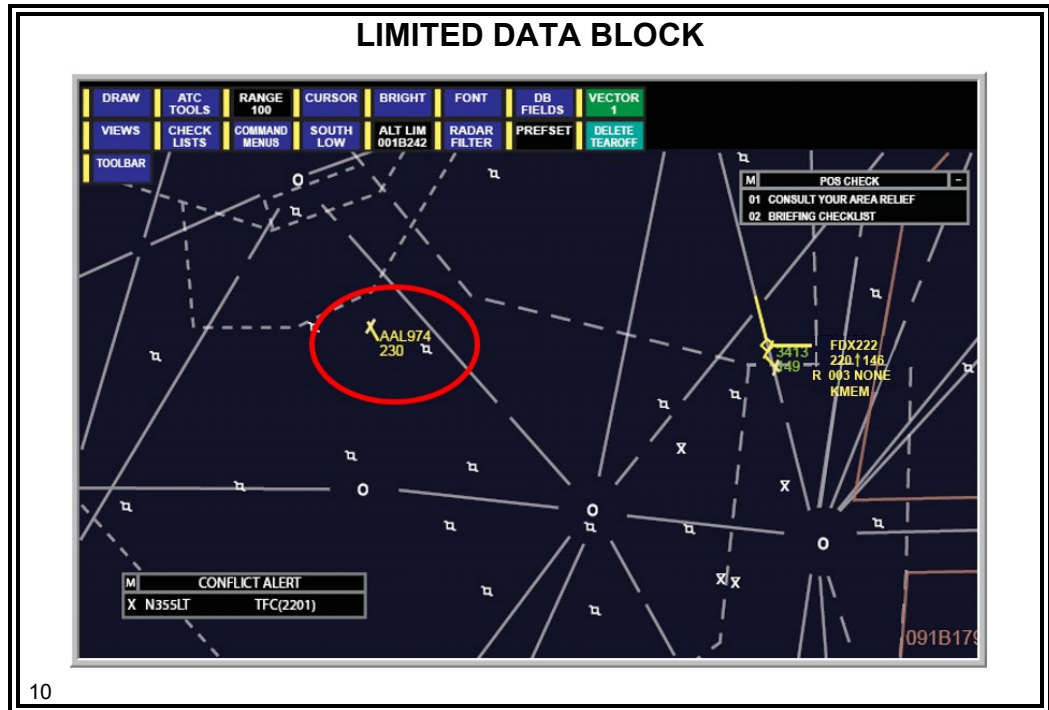 LIMITED DATA BLOCK
DRAW
ATC
TOOLS
RANGE
100
CURSOR
BRIGHT
FONT
DB
FIELDS
VECTOR
1
VIEWS
CHECK
LISTS
COMMAND
MENUS
SOUTH
LOW
ALT LIM
001B242
RADAR
FILTER
PREFSET
DELETE
TEAROFF
TOOLBAR
M POS CHECK –
01 CONSULT YOUR AREA RELIEF
02 BRIEFING CHECKLIST
AAL974
230
3413
149
FDX222
220↑146
R 003 NONE
KMEM
M CONFLICT ALERT
X N355LT TFC(2201)
091B179
10